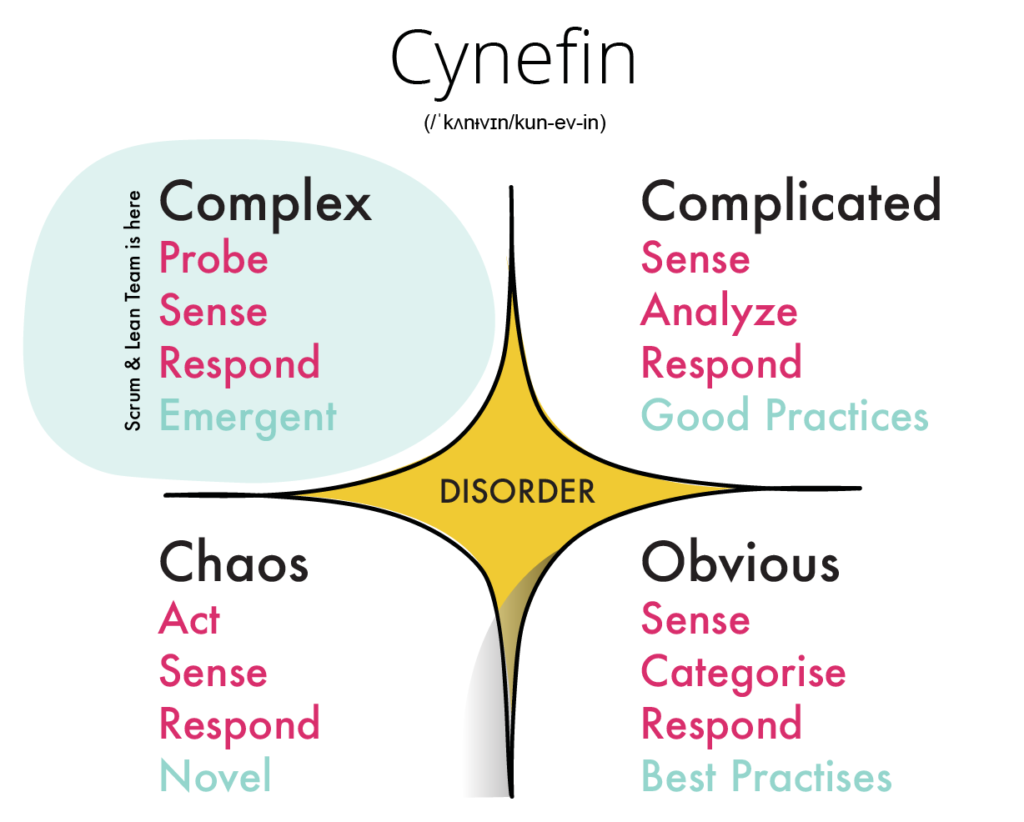 Cynefin
(/ˈkʌnɨvɪn/kun-ev-in)
Scrum & Lean Team is here
Complex
Probe
Sense
Respond
Emergent
Complicated
Sense
Analyze
Respond
Good Practices
DISORDER
Chaos
Act
Sense
Respond
Novel
Obvious
Sense
Categorise
Respond
Best Practises